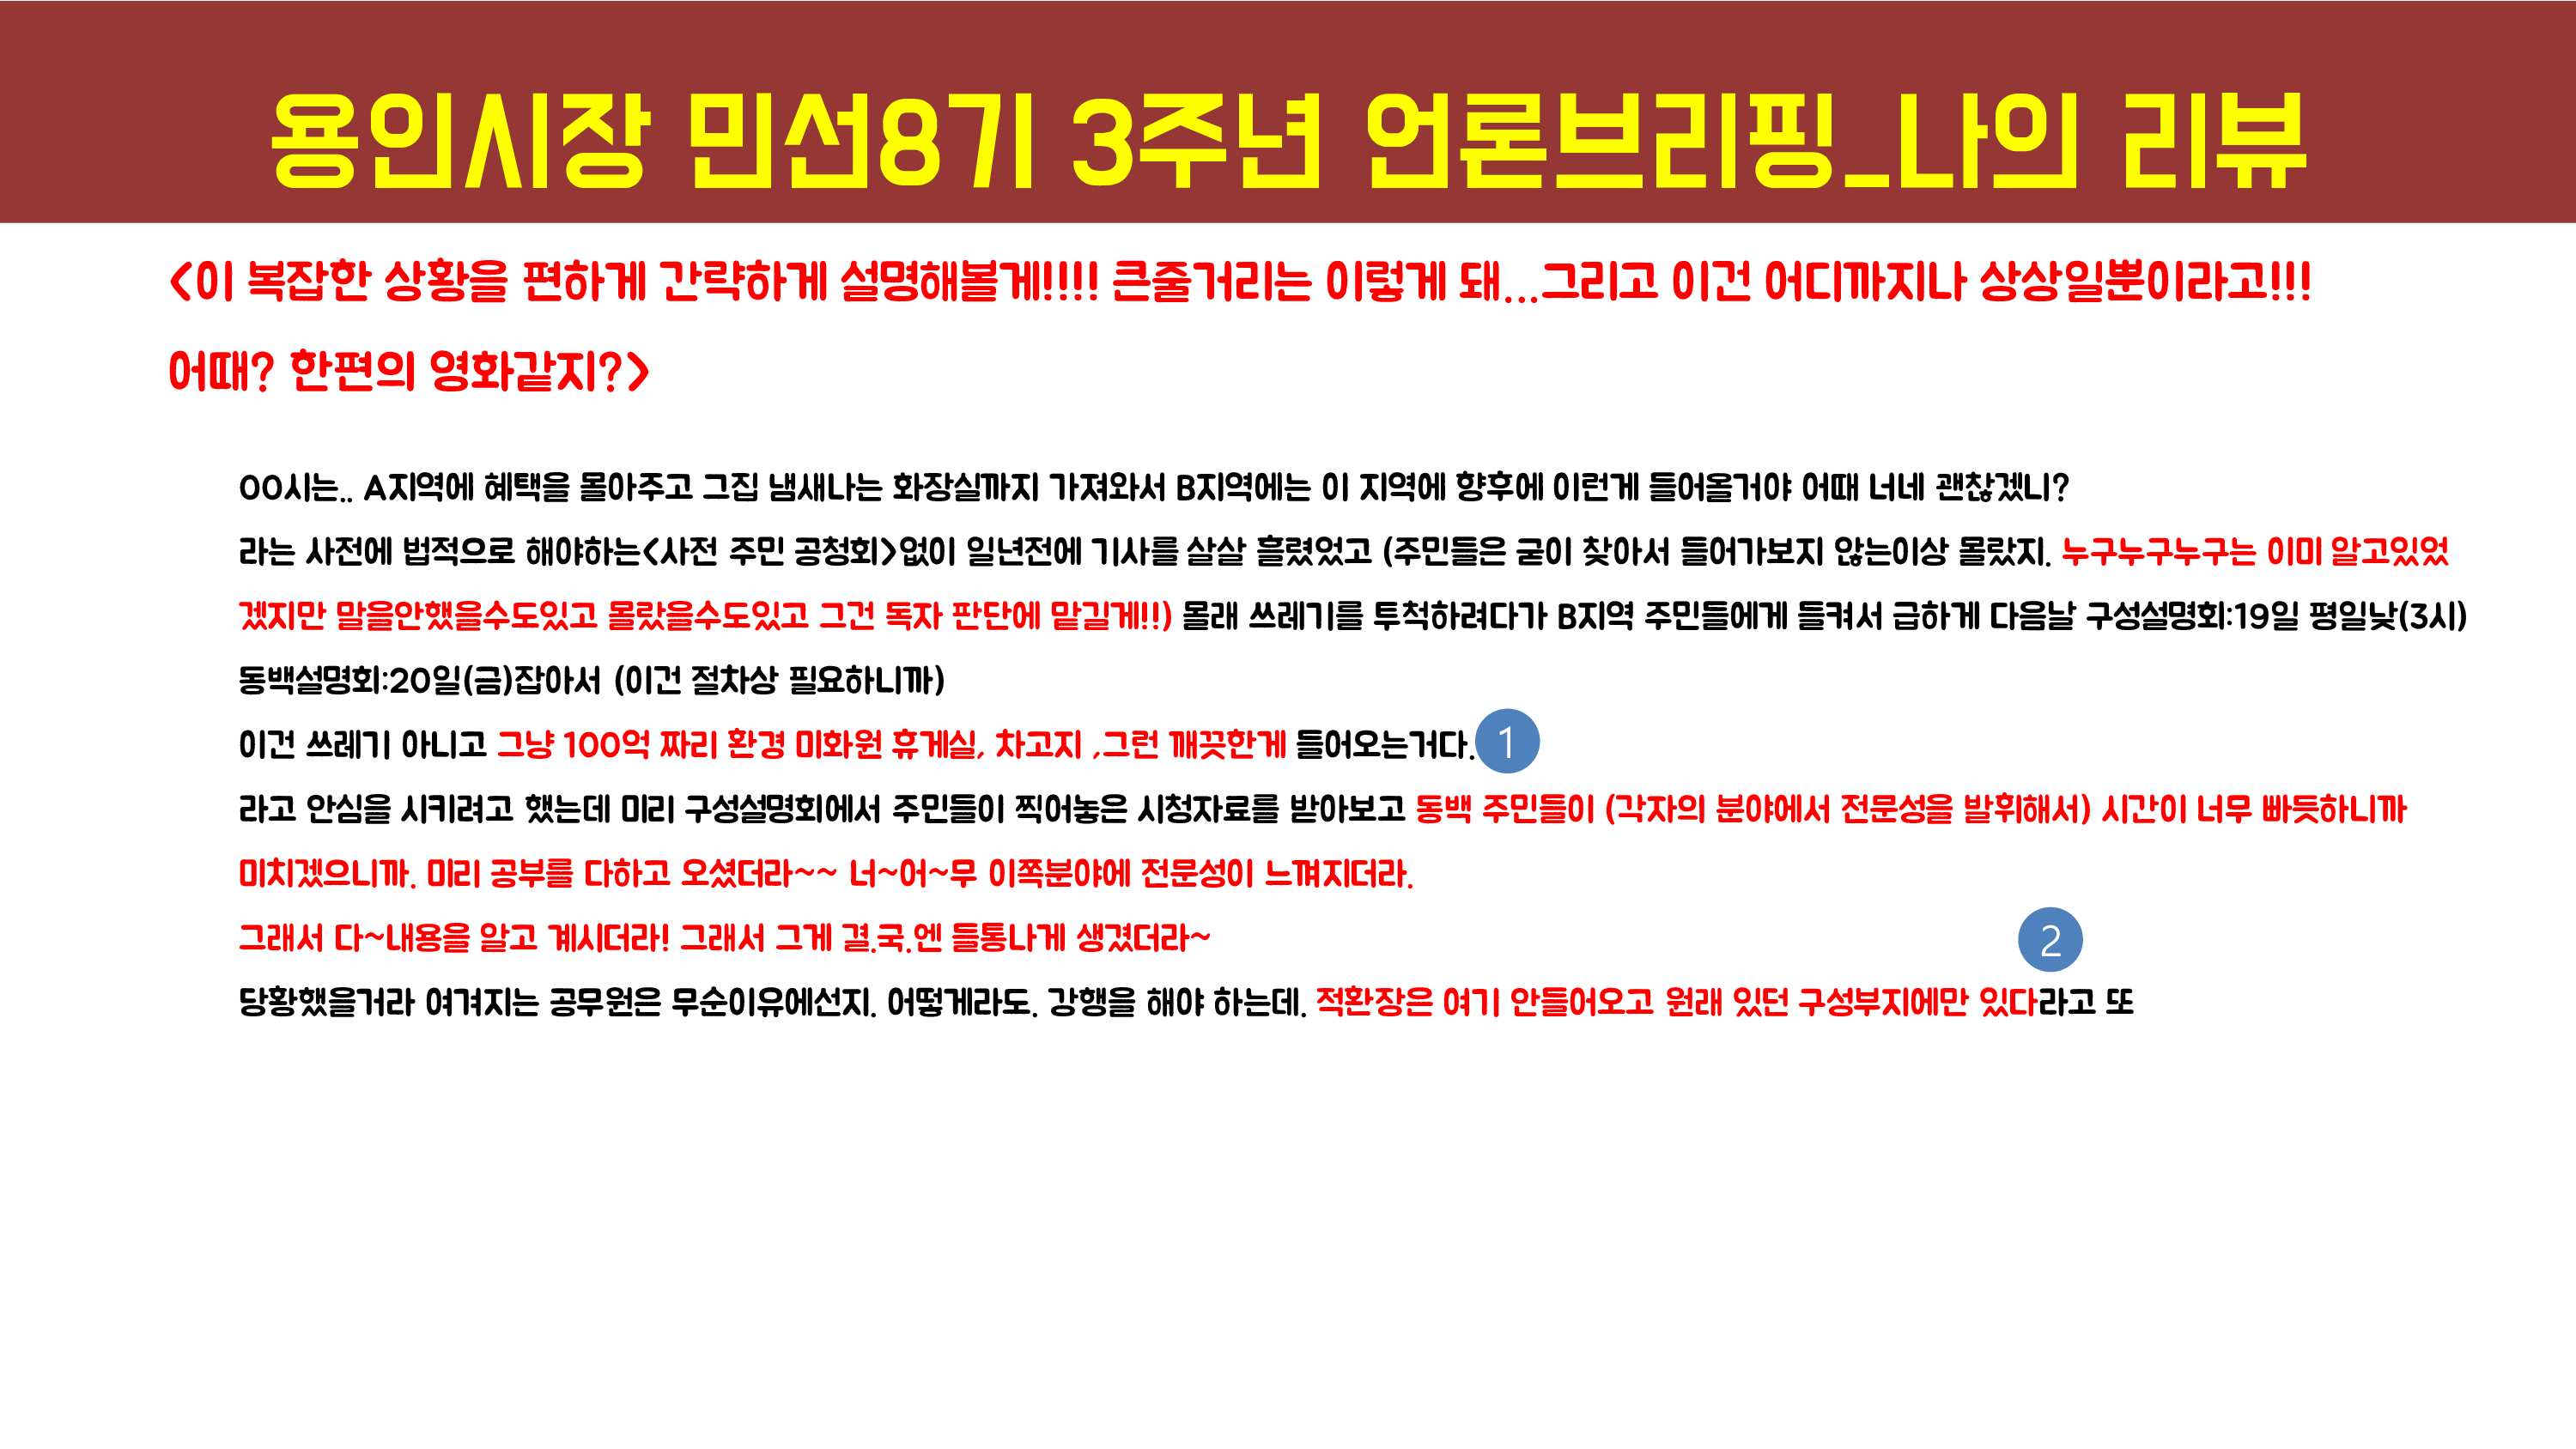 용인시장 민선8기 3주년 언론브리핑_나의 리뷰
<이 복잡한 상황을 편하게 간략하게 설명해볼게!!!! 큰줄거리는 이렇게 돼...그리고 이건 어디까지나 상상일뿐이라고!!!
어때? 한편의 영화같지?>
OO시는.. A지역에 혜택을 몰아주고 그집 냄새나는 화장실까지 가져와서 B지역에는 이 지역에 향후에 이런게 들어올거야 어때 너네 괜찮겠니?
라는 사전에 법적으로 해야하는<사전 주민 공청회>없이 일년전에 기사를 살살 흘렸었고 (주민들은 굳이 찾아서 들어가보지 않는이상 몰랐지. 누구누구누구는 이미 알고있었
겠지만 말을안했을수도있고 몰랐을수도있고 그건 독자 판단에 맡길게!!) 몰래 쓰레기를 투척하려다가 B지역 주민들에게 들켜서 급하게 다음날 구성설명회:19일 평일낮(3시)
동백설명회:20일(금)잡아서 (이건 절차상 필요하니까)
이건 쓰레기 아니고 그냥 100억 짜리 환경 미화원 휴게실, 차고지 ,그런 깨끗한게 들어오는거다. 1
라고 안심을 시키려고 했는데 미리 구성설명회에서 주민들이 찍어놓은 시청자료를 받아보고 동백 주민들이 (각자의 분야에서 전문성을 발휘해서) 시간이 너무 빠듯하니까
미치겠으니까. 미리 공부를 다하고 오셨더라~~ 너~어~무 이쪽분야에 전문성이 느껴지더라.
그래서 다~내용을 알고 계시더라! 그래서 그게 결.국.엔 들통나게 생겼더라~
2
당황했을거라 여겨지는 공무원은 무순이유에선지. 어떻게라도. 강행을 해야 하는데. 적환장은 여기 안들어오고 원래 있던 구성부지에만 있다라고 또